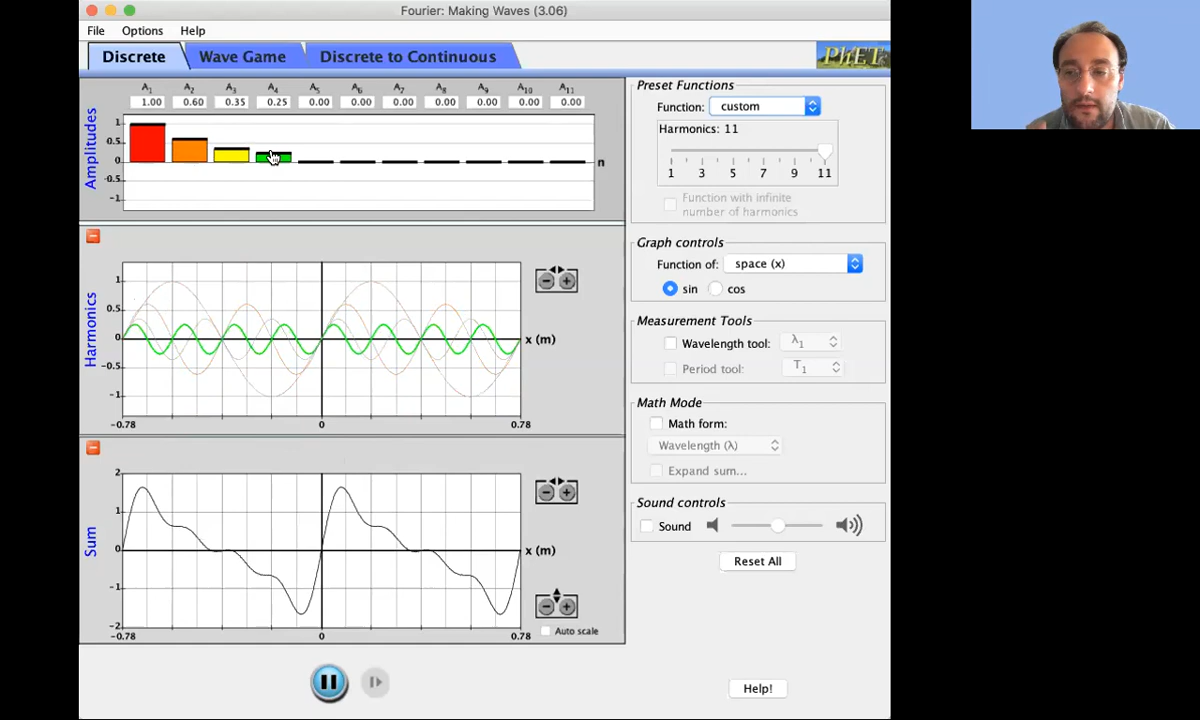 Fourier: Making Waves (3.06)
File Options Help
Discrete Wave Game Discrete to Continuous
PhET
Amplitudes
A1 A2 A3 A4 A5 A6 A7 A8 A9 A10 A11
1.00 0.60 0.35 0.25 0.00 0.00 0.00 0.00 0.00 0.00 0.00
1
0.5
0
-0.5
-1
n
Harmonics
1
0.5
0
-0.5
-1
x (m)
-0.78 0 0.78
Sum
2
1
0
-1
-2
x (m)
-0.78 0 0.78
Auto scale
Preset Functions
Function: custom
Harmonics: 11
1 3 5 7 9 11
Function with infinite
number of harmonics
Graph controls
Function of: space (x)
sin cos
Measurement Tools
Wavelength tool: λ1
Period tool: T1
Math Mode
Math form:
Wavelength (λ)
Expand sum...
Sound controls
Sound
Reset All
Help!